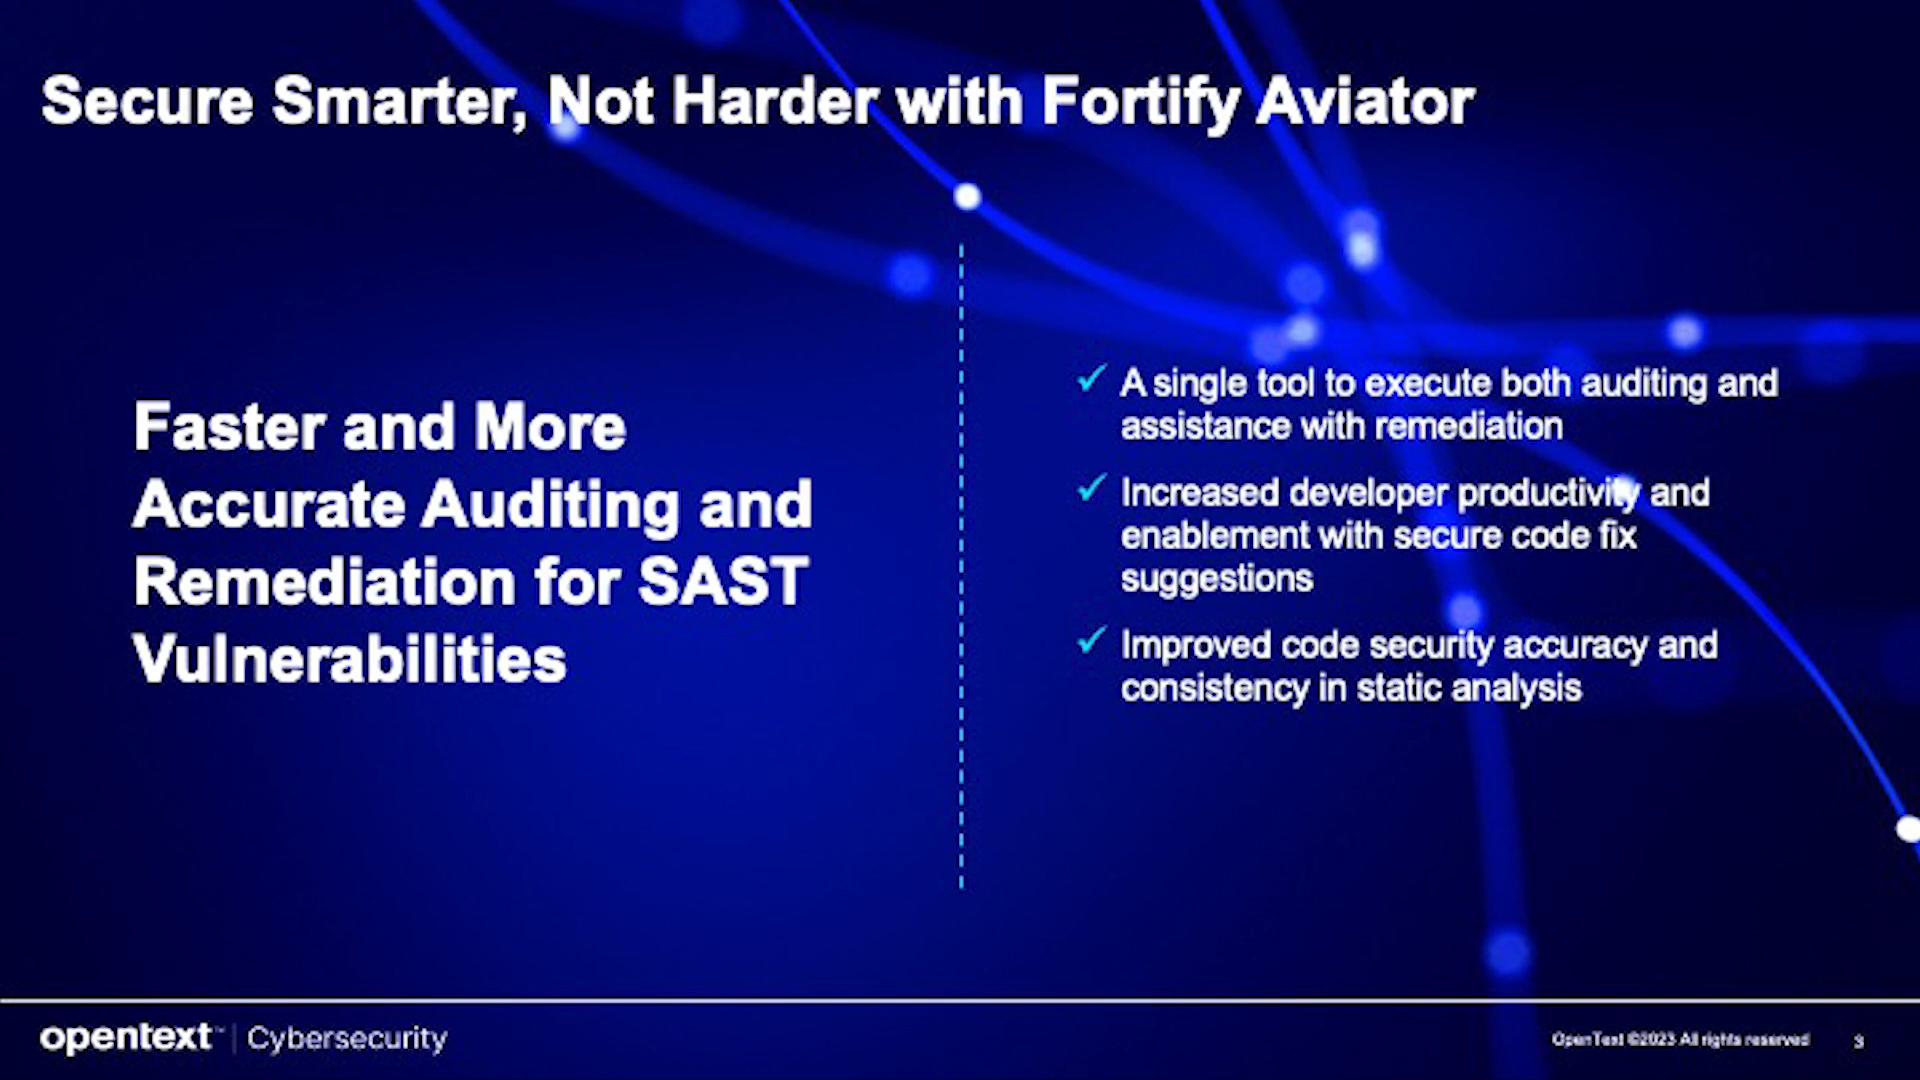 Secure Smarter, Not Harder with Fortify Aviator
Faster and More
Accurate Auditing and
Remediation for SAST
Vulnerabilities
A single tool to execute both auditing and
assistance with remediation
Increased developer productivity and
enablement with secure code fix
suggestions
Improved code security accuracy and
consistency in static analysis
opentext™ | Cybersecurity
OpenText ©2023 All rights reserved 3